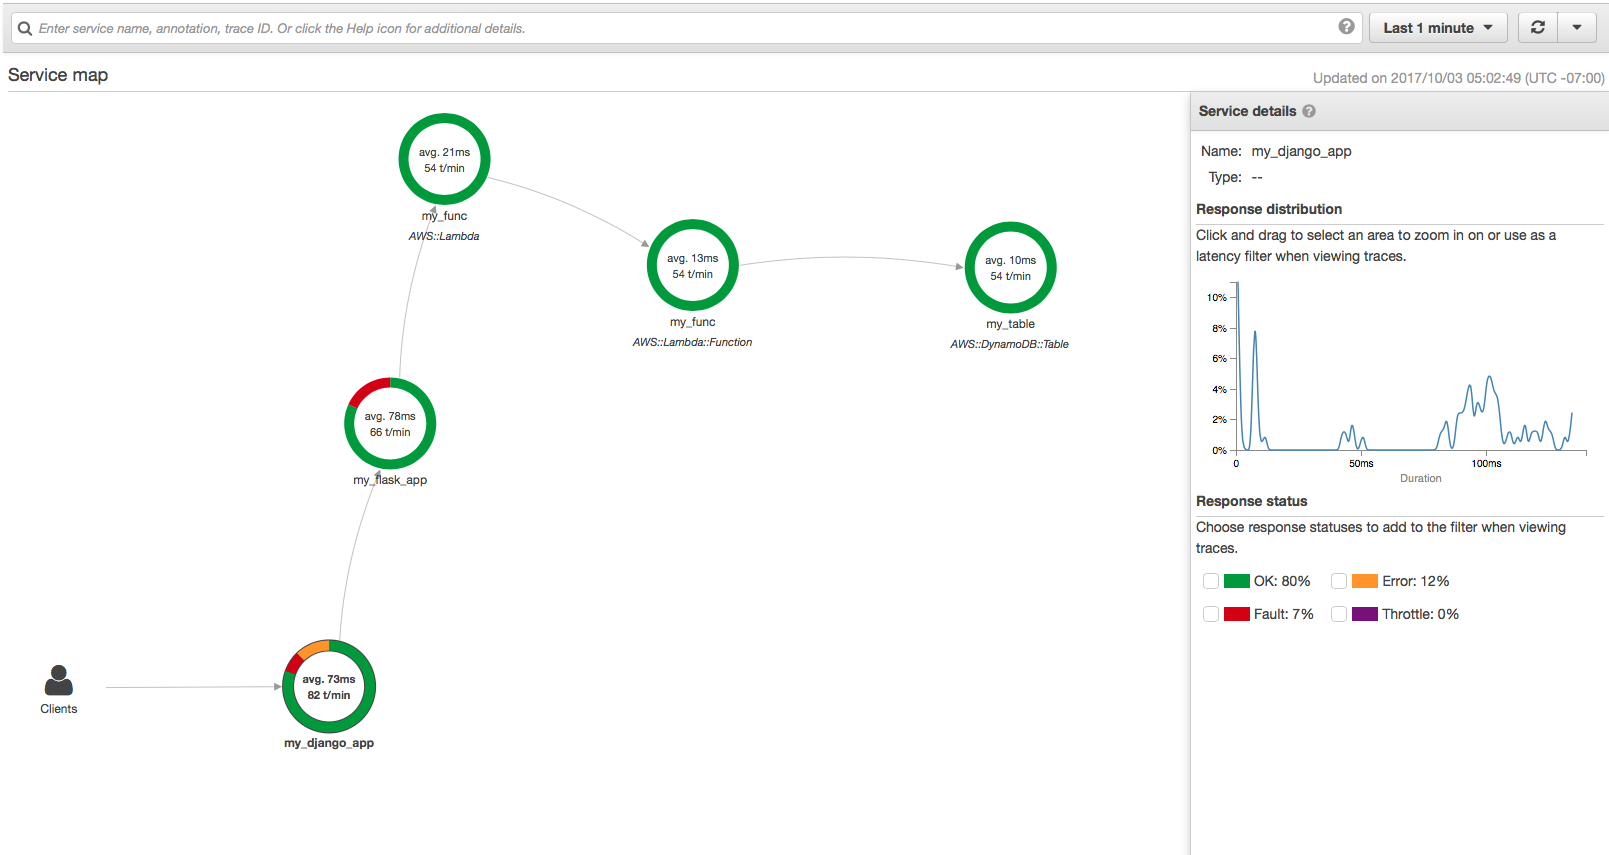 Enter service name, annotation, trace ID. Or click the Help icon for additional details.
?
Last 1 minute
Service map
Updated on 2017/10/03 05:02:49 (UTC -07:00)
avg. 21ms
54 t/min
my_func
AWS::Lambda
avg. 13ms
54 t/min
my_func
AWS::Lambda::Function
avg. 10ms
54 t/min
my_table
AWS::DynamoDB::Table
avg. 78ms
66 t/min
my_flask_app
Clients
avg. 73ms
82 t/min
my_django_app
Service details ?
Name: my_django_app
Type: --
Response distribution
Click and drag to select an area to zoom in on or use as a
latency filter when viewing traces.
10%
8%
6%
4%
2%
0%
0 50ms 100ms
Duration
Response status
Choose response statuses to add to the filter when viewing
traces.
OK: 80% Error: 12%
Fault: 7% Throttle: 0%